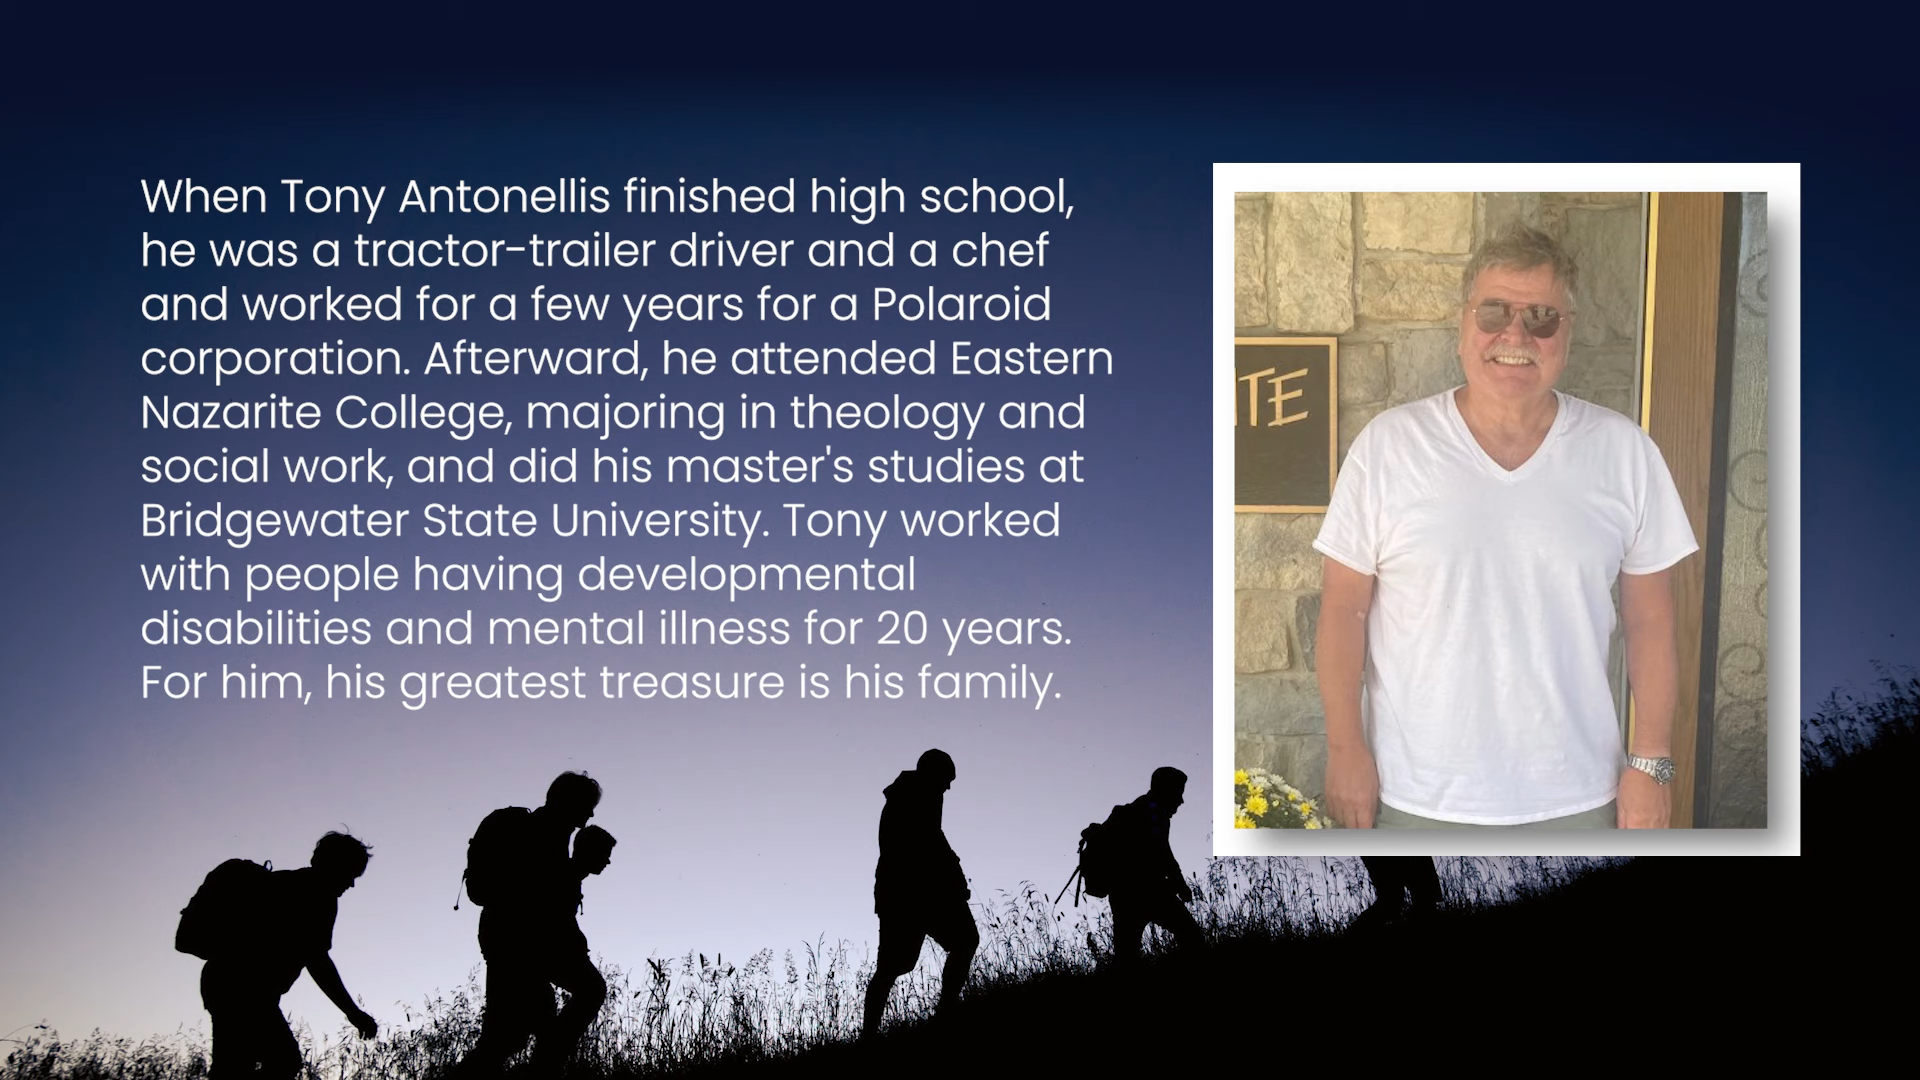 When Tony Antonellis finished high school,
he was a tractor-trailer driver and a chef
and worked for a few years for a Polaroid
corporation. Afterward, he attended Eastern
Nazarite College, majoring in theology and
social work, and did his master's studies at
Bridgewater State University. Tony worked
with people having developmental
disabilities and mental illness for 20 years.
For him, his greatest treasure is his family.
ITE